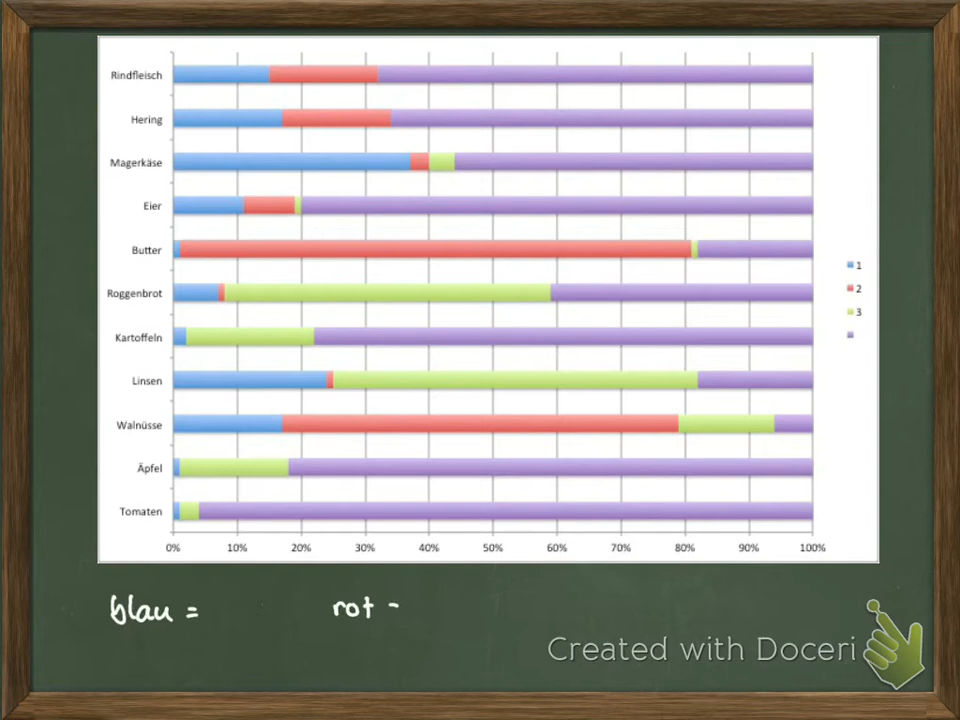 Rindfleisch
Hering
Magerkäse
Eier
Butter
Roggenbrot
Kartoffeln
Linsen
Walnüsse
Äpfel
Tomaten
0% 10% 20% 30% 40% 50% 60% 70% 80% 90% 100%
1
2
3
blau = rot -
Created with Doceri